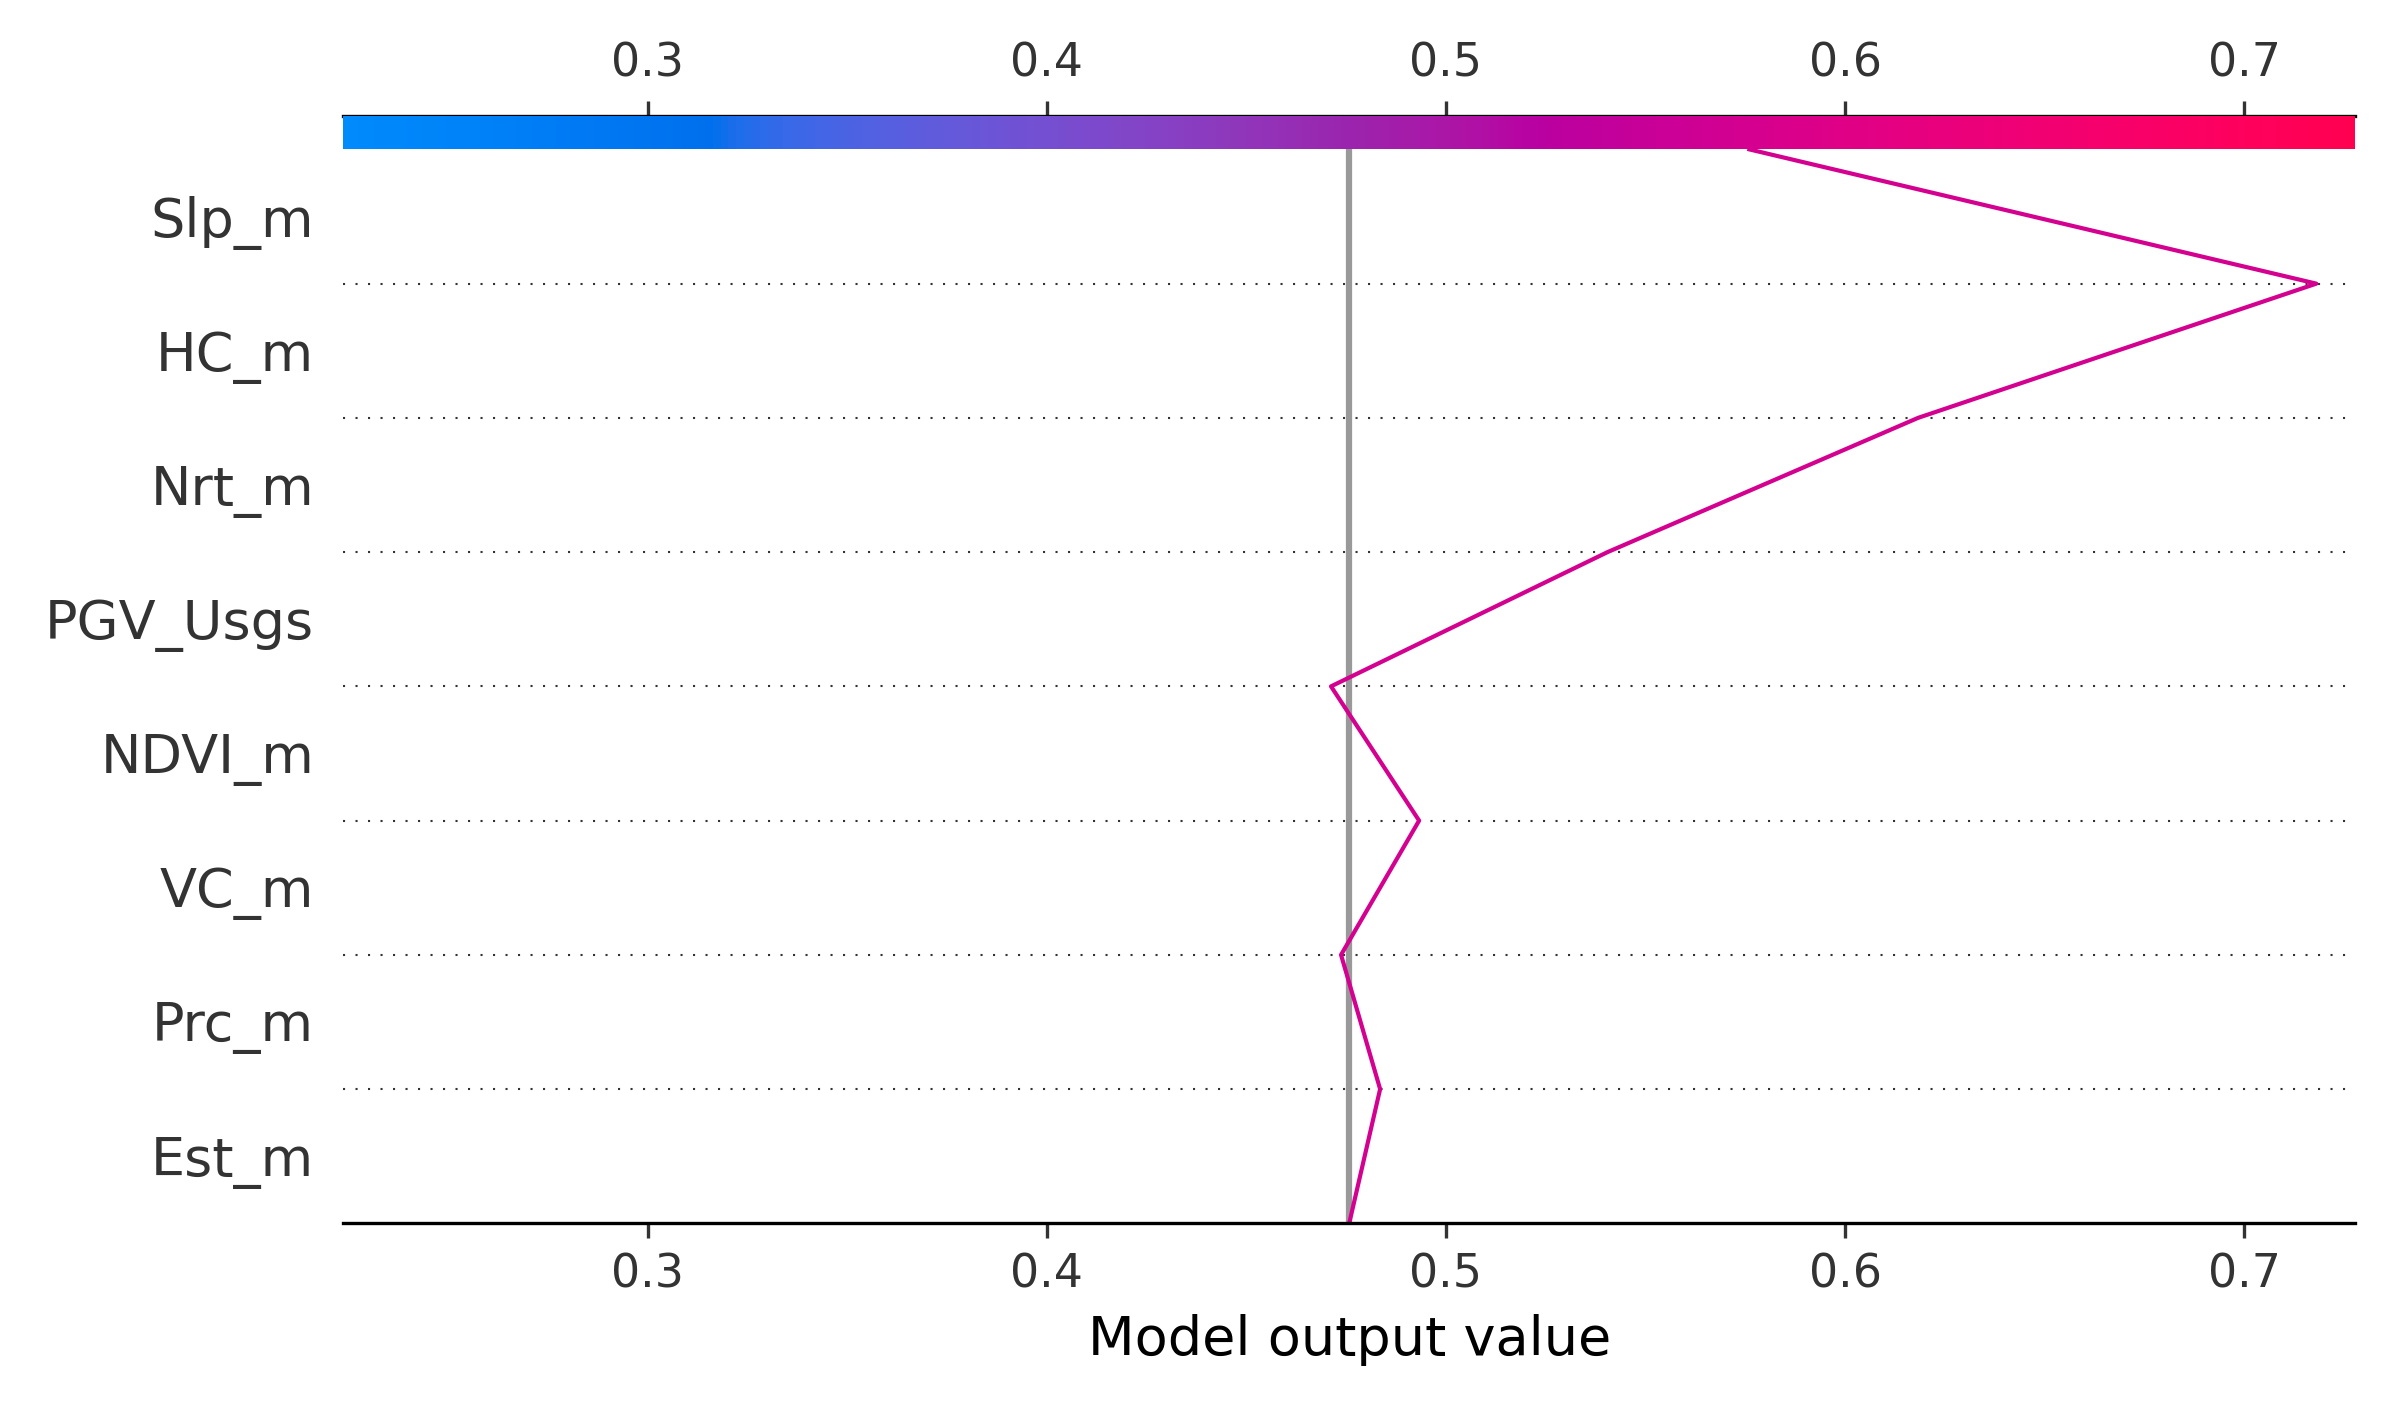 0.3 0.4 0.5 0.6 0.7
Slp_m
HC_m
Nrt_m
PGV_Usgs
NDVI_m
VC_m
Prc_m
Est_m
0.3 0.4 0.5 0.6 0.7
Model output value